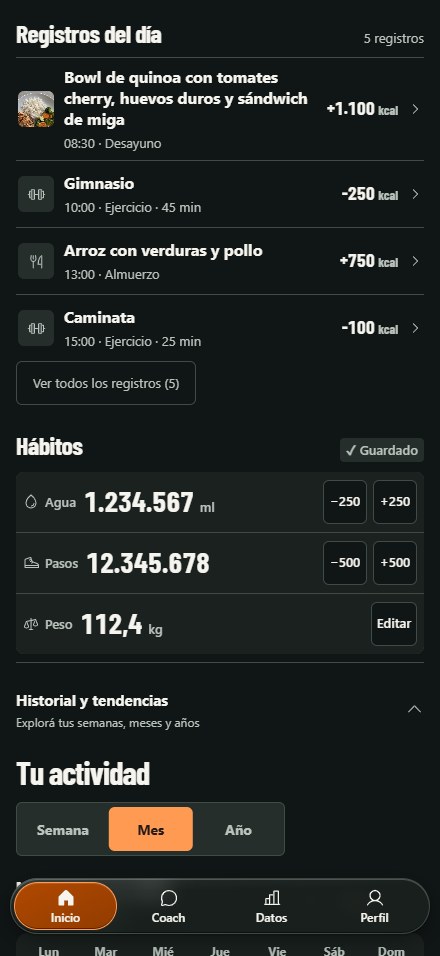 Registros del día
5 registros
Bowl de quinoa con tomates
cherry, huevos duros y sándwich
de miga
+1.100 kcal
08:30 · Desayuno
Gimnasio
-250 kcal
10:00 · Ejercicio · 45 min
Arroz con verduras y pollo
+750 kcal
13:00 · Almuerzo
Caminata
-100 kcal
15:00 · Ejercicio · 25 min
Ver todos los registros (5)
Hábitos
✓ Guardado
Agua 1.234.567 ml
−250 +250
Pasos 12.345.678
−500 +500
Peso 112,4 kg
Editar
Historial y tendencias
Explorá tus semanas, meses y años
Tu actividad
Semana Mes Año
Inicio Coach Datos Perfil
Lun Mar Mié Jue Vie Sáb Dom